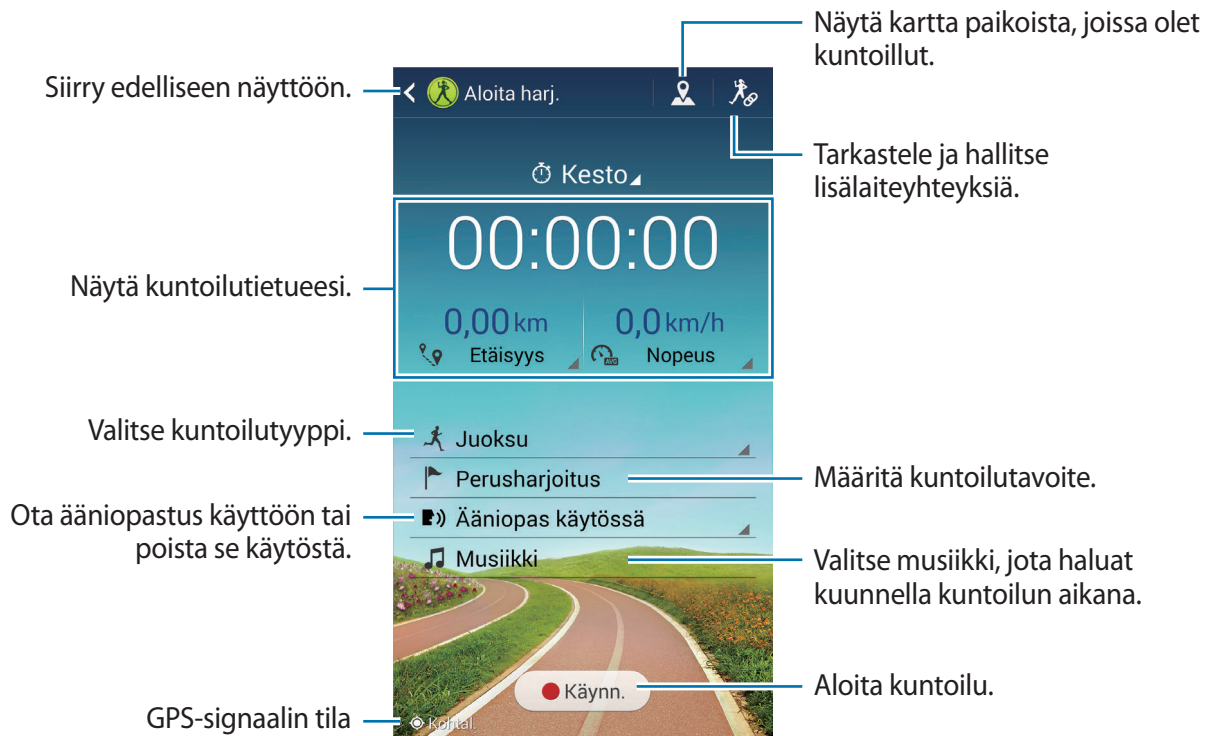 Näytä kartta paikoista, joissa olet
kuntoillut.
Siirry edelliseen näyttöön.
Aloita harj.
Tarkastele ja hallitse
lisälaiteyhteyksiä.
Kesto
00:00:00
Näytä kuntoilutietueesi.
0,00 km
0,0 km/h
Etäisyys
AVG
Nopeus
Valitse kuntoilutyyppi.
Juoksu
Perusharjoitus
Määritä kuntoilutavoite.
Ota ääniopastus käyttöön tai
poista se käytöstä.
Ääniopas käytössä
Musiikki
Valitse musiikki, jota haluat
kuunnella kuntoilun aikana.
Käynn.
Aloita kuntoilu.
GPS-signaalin tila
Kohtal.